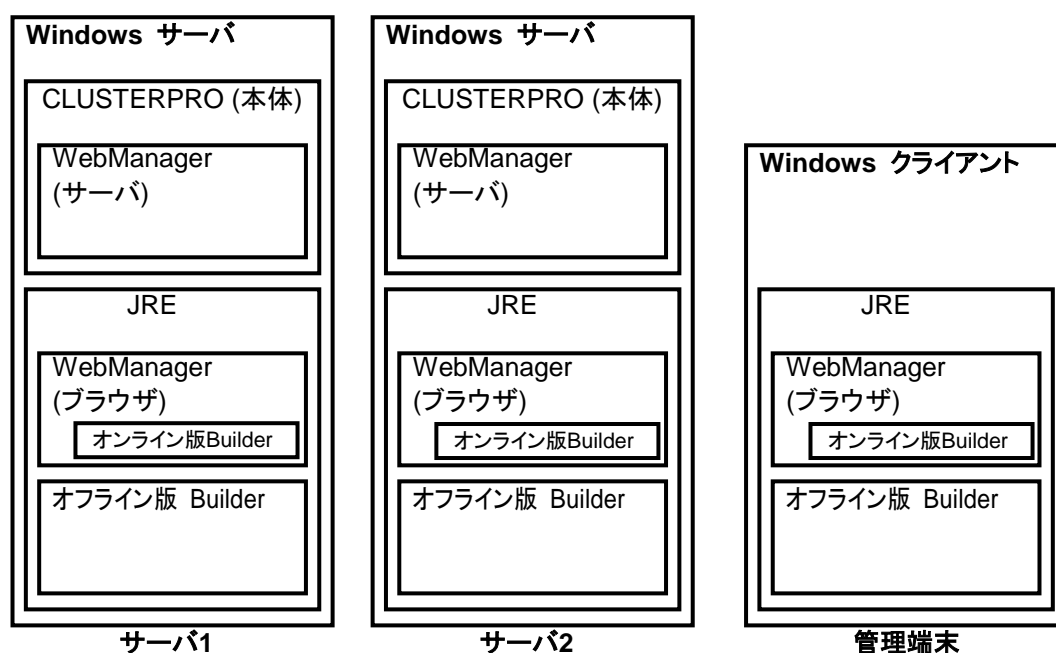 Windows サーバ
CLUSTERPRO (本体)
WebManager
(サーバ)
JRE
WebManager
(ブラウザ)
オンライン版Builder
オフライン版 Builder
サーバ1
Windows サーバ
CLUSTERPRO (本体)
WebManager
(サーバ)
JRE
WebManager
(ブラウザ)
オンライン版Builder
オフライン版 Builder
サーバ2
Windows クライアント
JRE
WebManager
(ブラウザ)
オンライン版Builder
オフライン版 Builder
管理端末